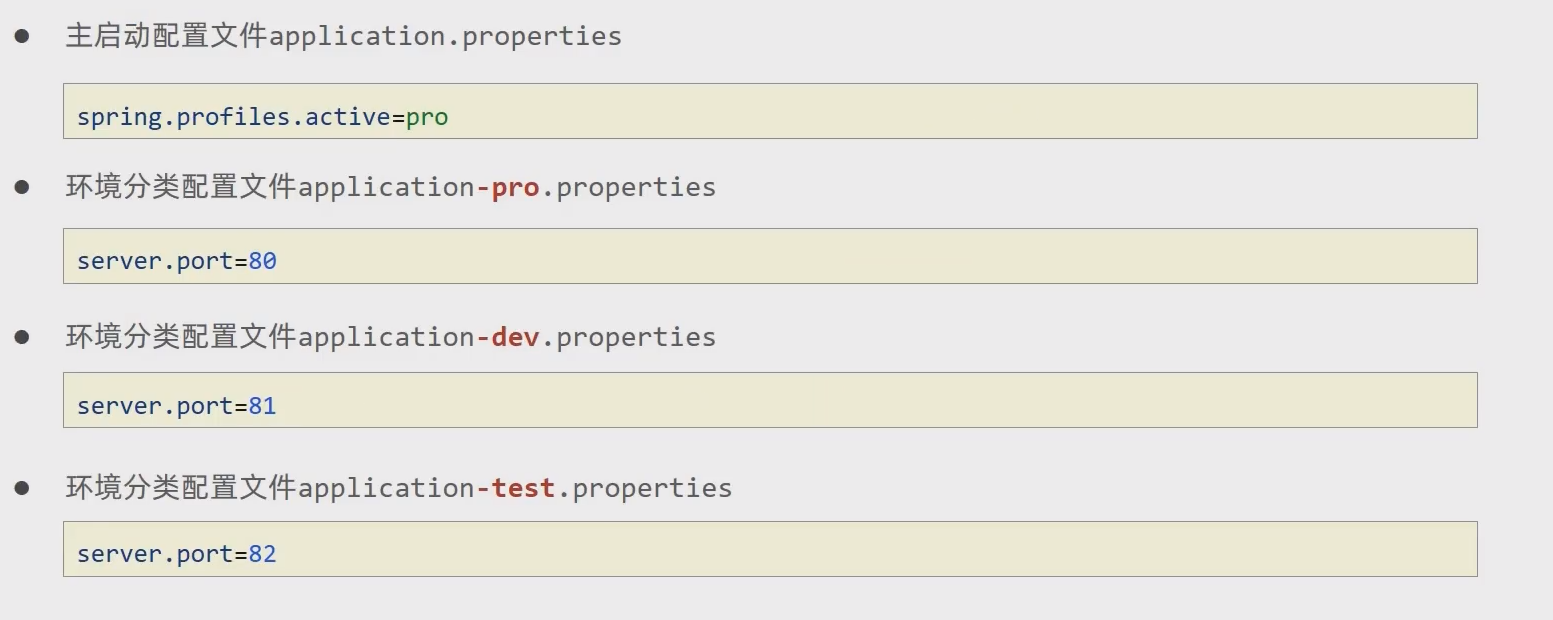 主启动配置文件application.properties
spring.profiles.active=pro
环境分类配置文件application-pro.properties
server.port=80
环境分类配置文件application-dev.properties
server.port=81
环境分类配置文件application-test.properties
server.port=82